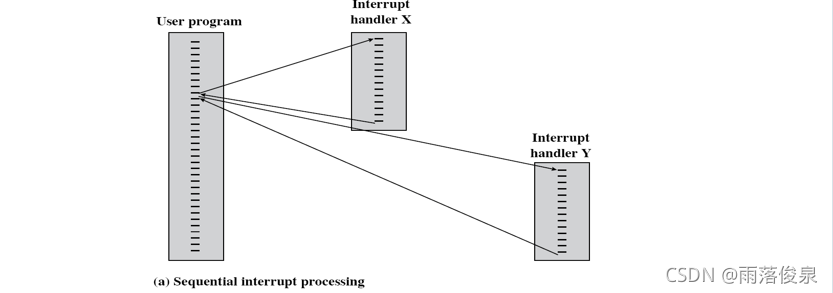 User program
Interrupt
handler X
Interrupt
handler Y
(a) Sequential interrupt processing
CSDN @雨落俊泉